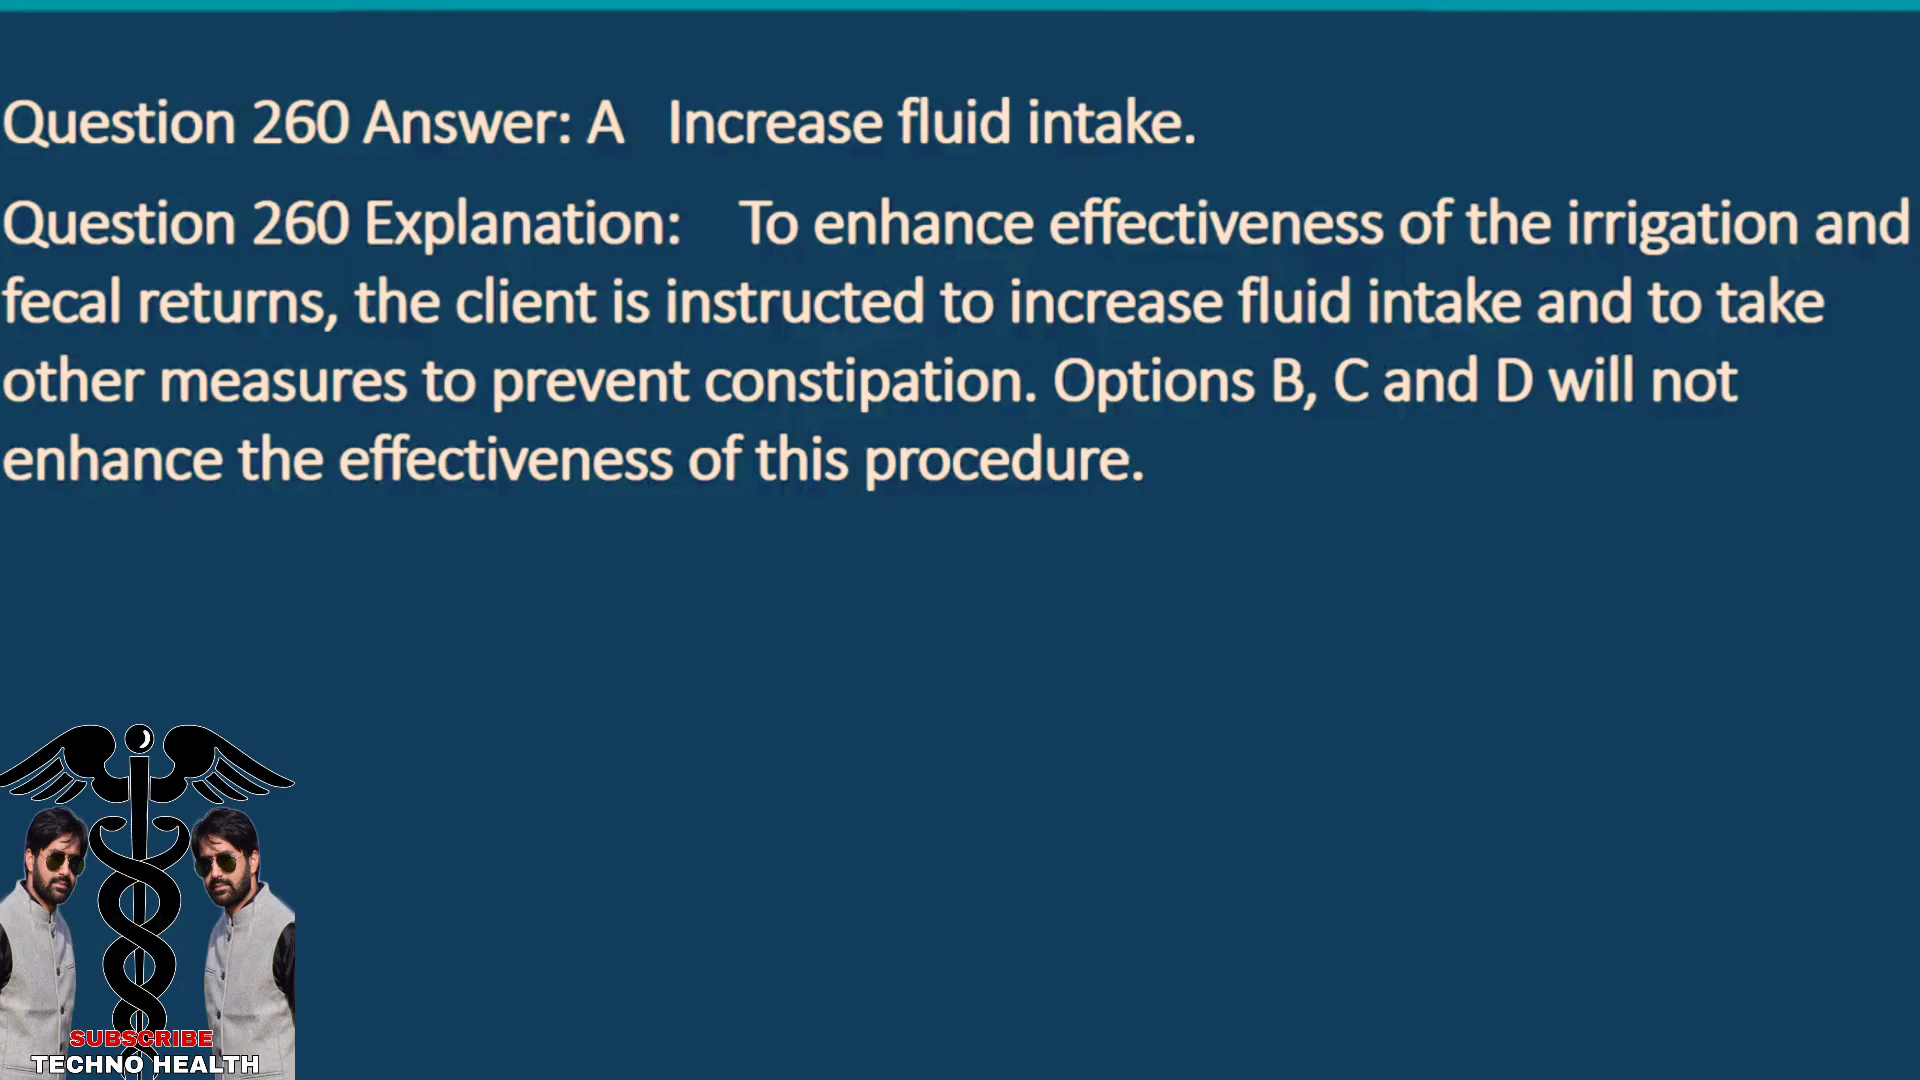 Question 260 Answer: A Increase fluid intake.
Question 260 Explanation: To enhance effectiveness of the irrigation and
fecal returns, the client is instructed to increase fluid intake and to take
other measures to prevent constipation. Options B, C and D will not
enhance the effectiveness of this procedure.
SUBSCRIBE
TECHNO HEALTH